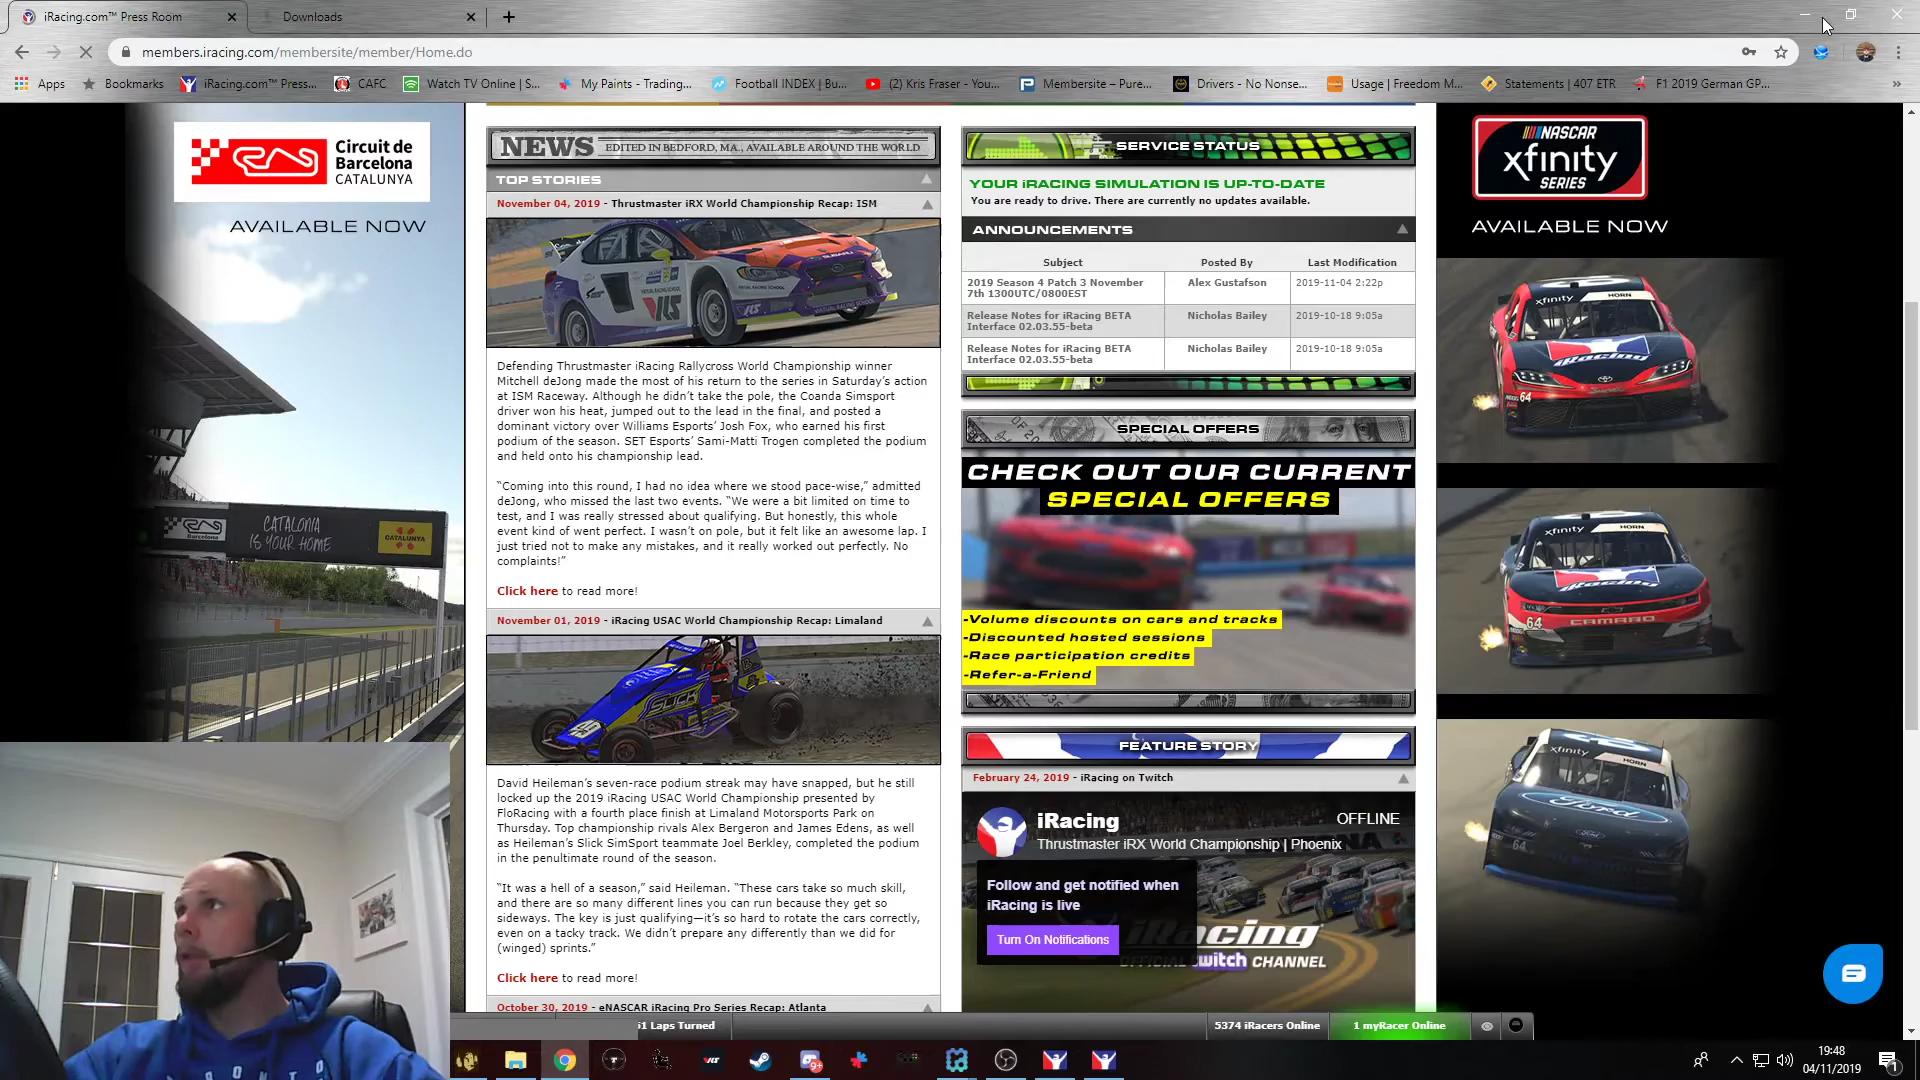 iRacing.com™ Press Room
Downloads
members.iracing.com/membersite/member/Home.do
Apps
Bookmarks
iRacing.com™ Press...
CAFC
Watch TV Online | S...
My Paints - Trading...
Football INDEX | Bu...
(2) Kris Fraser - You...
Membersite – Pure...
Drivers - No Nonse...
Usage | Freedom M...
Statements | 407 ETR
F1 2019 German GP...
Circuit de
Barcelona
CATALUNYA
AVAILABLE NOW
CATALONIA
IS YOUR HOME
CATALUNYA
Barcelona
NEWS EDITED IN BEDFORD, MA., AVAILABLE AROUND THE WORLD
TOP STORIES
November 04, 2019 - Thrustmaster iRX World Championship Recap: ISM
SUBARU
Defending Thrustmaster iRacing Rallycross World Championship winner
Mitchell deJong made the most of his return to the series in Saturday's action
at ISM Raceway. Although he didn't take the pole, the Coanda Simsport
driver won his heat, jumped out to the lead in the final, and posted a
dominant victory over Williams Esports' Josh Fox, who earned his first
podium of the season. SET Esports' Sami-Matti Trogen completed the podium
and held onto his championship lead.
“Coming into this round, I had no idea where we stood pace-wise,” admitted
deJong, who missed the last two events. “We were a bit limited on time to
test, and I was really stressed about qualifying. But honestly, this whole
event kind of went perfect. I wasn't on pole, but it felt like an awesome lap. I
just tried not to make any mistakes, and it really worked out perfectly. No
complaints!”
Click here to read more!
November 01, 2019 - iRacing USAC World Championship Recap: Limaland
David Heileman's seven-race podium streak may have snapped, but he still
locked up the 2019 iRacing USAC World Championship presented by
FloRacing with a fourth place finish at Limaland Motorsports Park on
Thursday. Top championship rivals Alex Bergeron and James Edens, as well
as Heileman's Slick SimSport teammate Joel Berkley, completed the podium
in the penultimate round of the season.
“It was a hell of a season,” said Heileman. “These cars take so much skill,
and there are so many different lines you can run because they get so
sideways. The key is just qualifying—it's so hard to rotate the cars correctly,
even on a tacky track. We didn't prepare any differently than we did for
(winged) sprints.”
Click here to read more!
October 30, 2019 - eNASCAR iRacing Pro Series Recap: Atlanta
SERVICE STATUS
YOUR iRACING SIMULATION IS UP-TO-DATE
You are ready to drive. There are currently no updates available.
ANNOUNCEMENTS
Subject Posted By Last Modification
2019 Season 4 Patch 3 November
7th 1300UTC/0800EST
Alex Gustafson
2019-11-04 2:22p
Release Notes for iRacing BETA
Interface 02.03.55-beta
Nicholas Bailey
2019-10-18 9:05a
Release Notes for iRacing BETA
Interface 02.03.55-beta
Nicholas Bailey
2019-10-18 9:05a
SPECIAL OFFERS
CHECK OUT OUR CURRENT
SPECIAL OFFERS
-Volume discounts on cars and tracks
-Discounted hosted sessions
-Race participation credits
-Refer-a-Friend
FEATURE STORY
February 24, 2019 - iRacing on Twitch
iRacing
OFFLINE
Thrustmaster iRX World Championship | Phoenix
Follow and get notified when
iRacing is live
Turn On Notifications
iRacing
OFFICIAL twitch CHANNEL
NASCAR
xfinity
SERIES
AVAILABLE NOW
xfinity
HORN
iRacing
64
xfinity
HORN
iRacing
64
CAMARO
xfinity
HORN
Ford
64
Laps Turned
5374 iRacers Online
1 myRacer Online
9+
19:48
04/11/2019
1